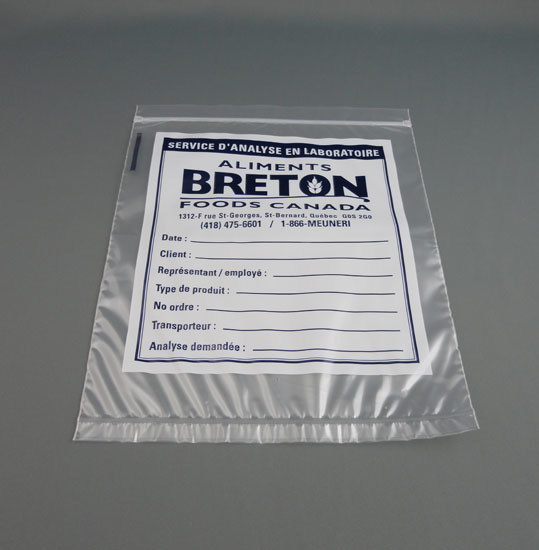 SERVICE D'ANALYSE EN LABORATOIRE
ALIMENTS
BRETON
FOODS CANADA
1312-F rue St-Georges, St-Bernard, Québec G0S 2G0
(418) 475-6601 / 1-866-MEUNERI
Date :
Client :
Représentant / employé :
Type de produit :
No ordre :
Transporteur :
Analyse demandée :